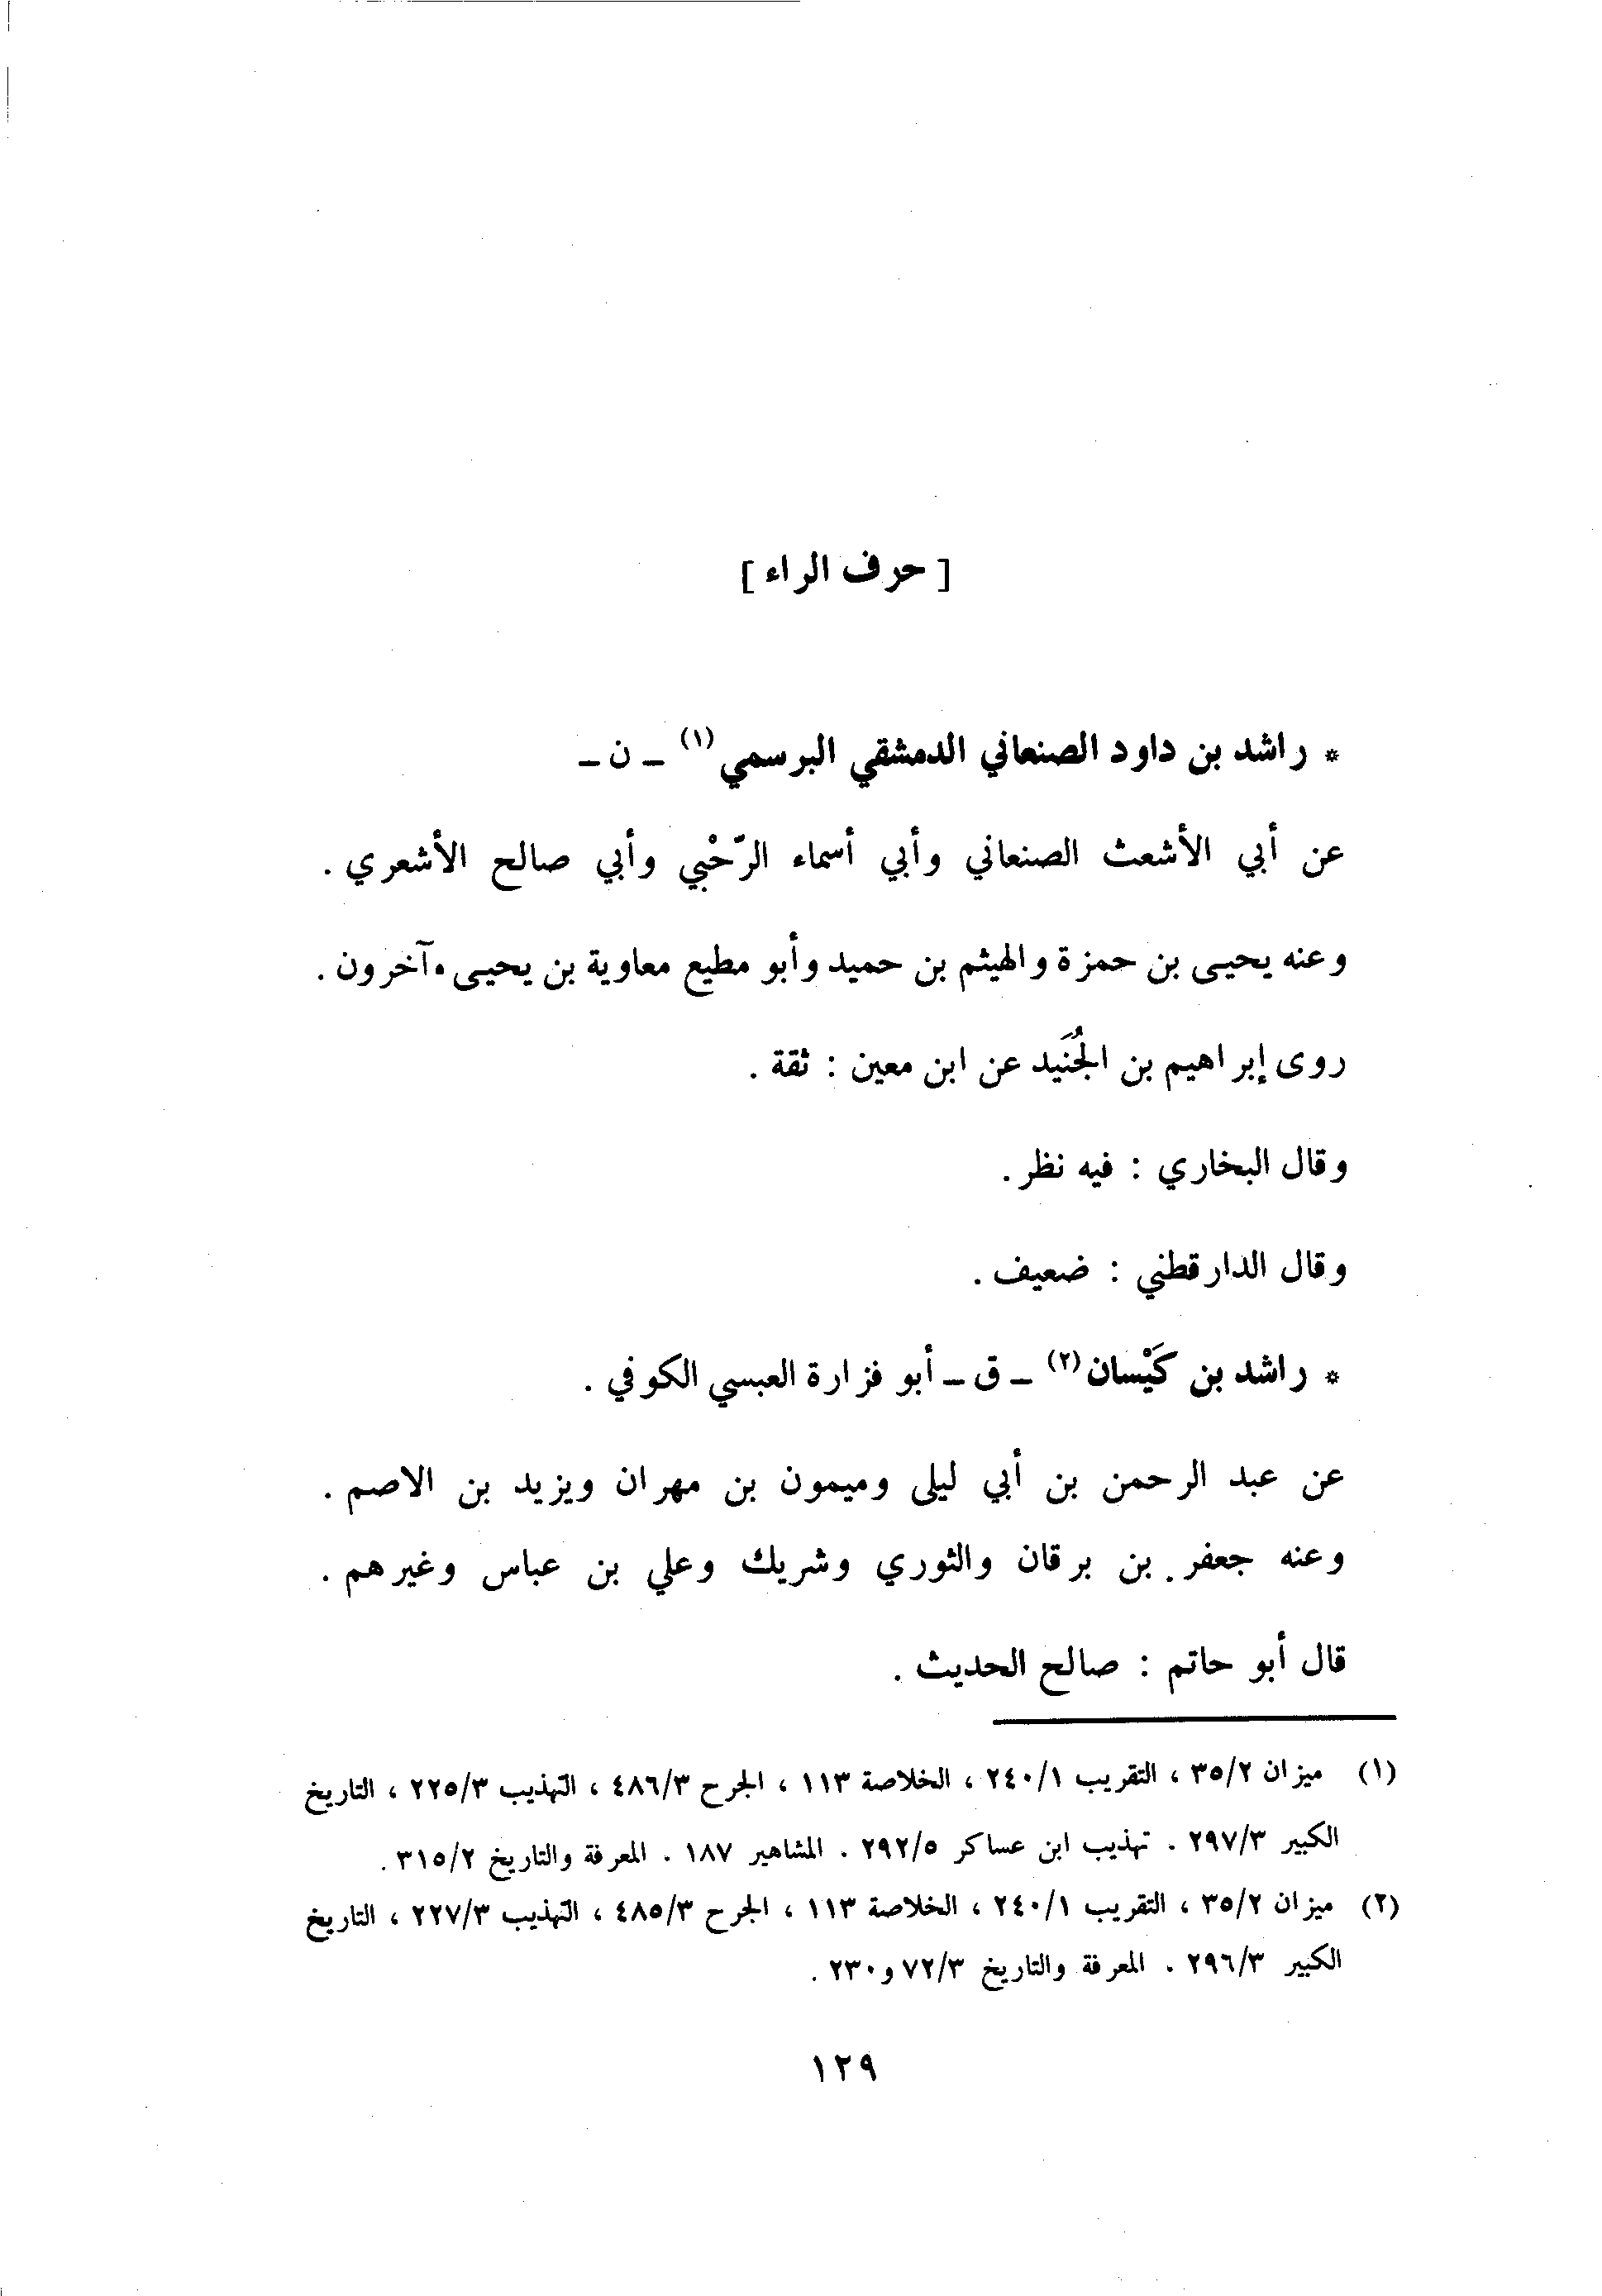 [ حرف الراء ]
* راشد بن داود الصنعاني الدمشقي البرسمي (١) ـ ن ـ
عن أبي الأشعث الصنعاني وأبي أسماء الرّحْبي وأبي صالح الأشعري .
وعنه يحيى بن حمزة والهيثم بن حميد وأبو مطيع معاوية بن يحيى وآخرون .
روى إبراهيم بن الجُنَيد عن ابن معين : ثقة .
وقال البخاري : فيه نظر .
وقال الدارقطني : ضعيف .
* راشد بن كَيْسان (٢) ـ ق ـ أبو فزارة العبسي الكوفي .
عن عبد الرحمن بن أبي ليلى وميمون بن مهران ويزيد بن الاصم .
وعنه جعفر بن برقان والثوري وشريك وعلي بن عباس وغيرهم .
قال أبو حاتم : صالح الحديث .
(١) ميزان ٣٥/٢ ، التقريب ٢٤٠/١ ، الخلاصة ١١٣ ، الجرح ٤٨٦/٣ ، التهذيب ٢٢٥/٣ ، التاريخ
الكبير ٢٩٧/٣ . تهذيب ابن عساكر ٢٩٢/٥ . المشاهير ١٨٧ . المعرفة والتاريخ ٣١٥/٢ .
(٢) ميزان ٣٥/٢ ، التقريب ٢٤٠/١ ، الخلاصة ١١٣ ، الجرح ٤٨٥/٣ ، التهذيب ٢٢٧/٣ ، التاريخ
الكبير ٢٩٦/٣ . المعرفة والتاريخ ٧٢/٣ و٢٣٠ .
١٢٩